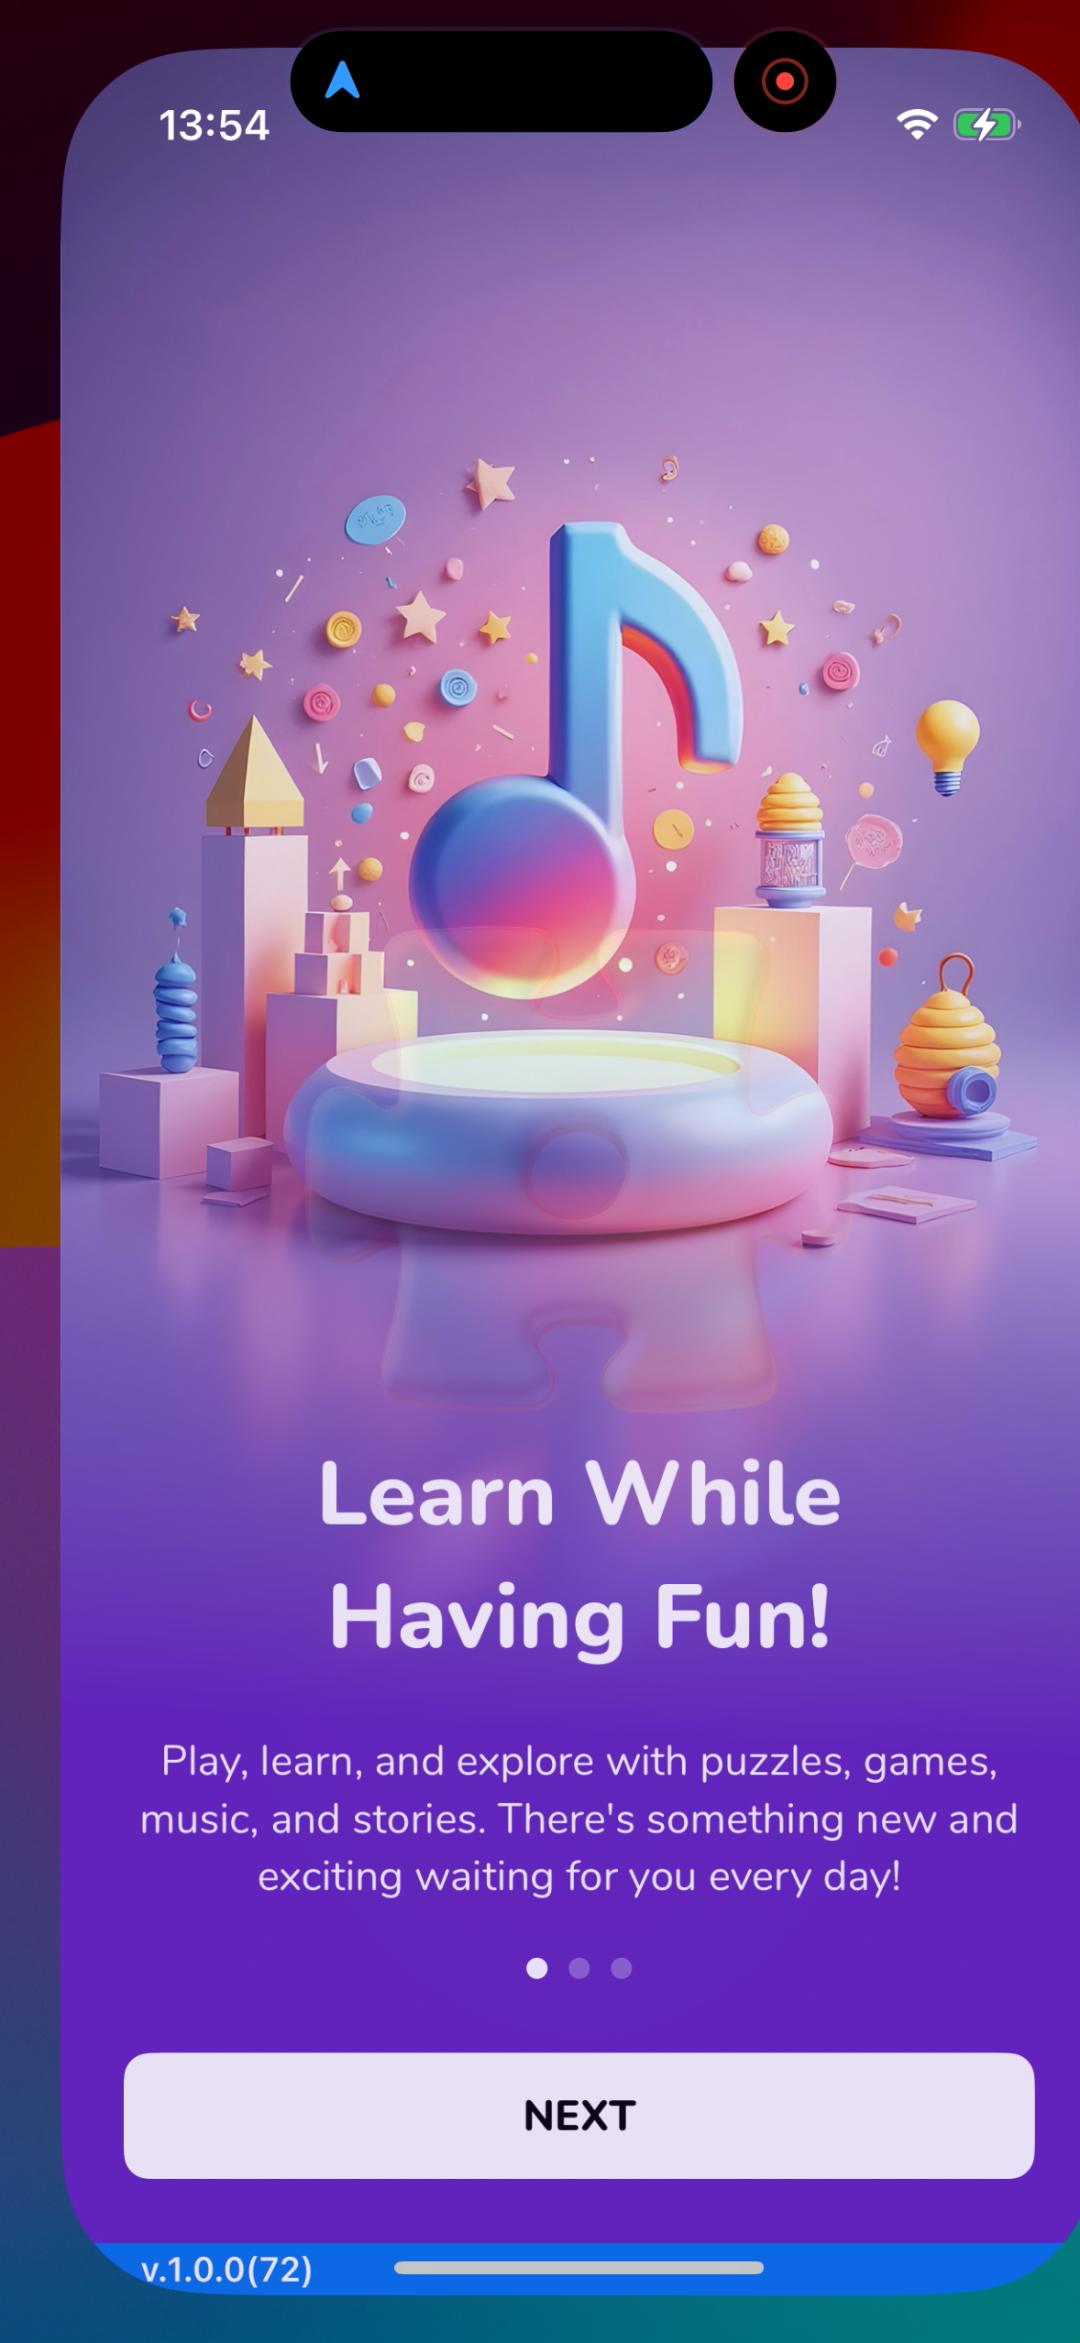 13:54
Learn While
Having Fun!
Play, learn, and explore with puzzles, games,
music, and stories. There's something new and
exciting waiting for you every day!
NEXT
v.1.0.0(72)